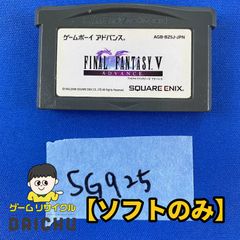 ゲームボーイ アドバンス
AGB-BZ5J-JPN
FINAL FANTASY V
ADVANCE
SQUARE ENIX
SG925
ゲームリサイクル
DAICHU
【ソフトのみ】